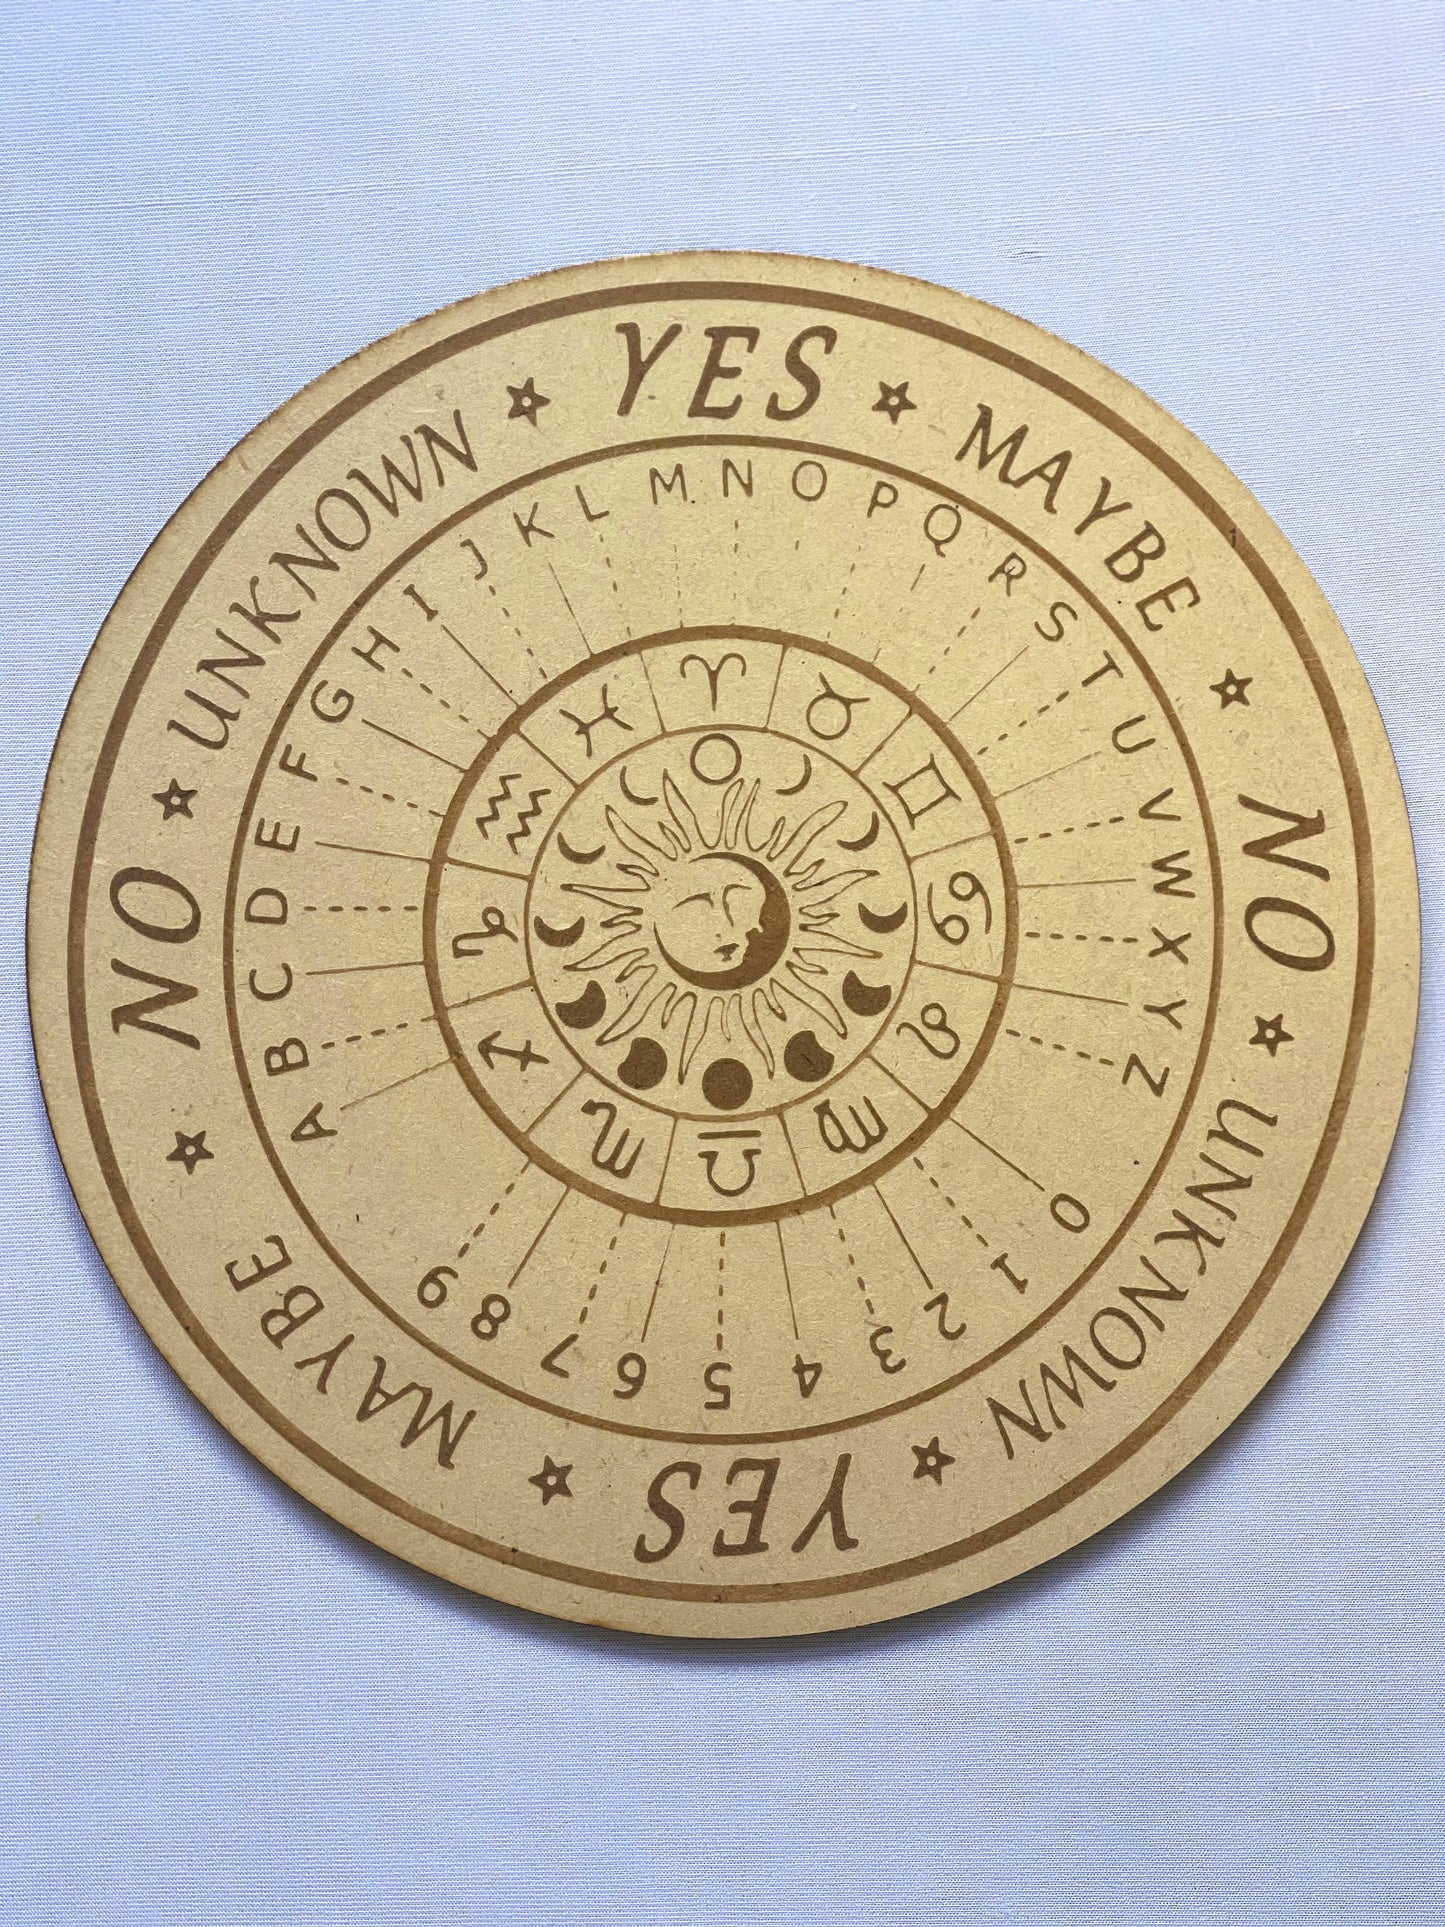 YES
MAYBE
NO
UNKNOWN
YES
MAYBE
NO
UNKNOWN
A B C D E F G H I J K L M N O P Q R S T U V W X Y Z
0 1 2 3 4 5 6 7 8 9
♈ ♉ ♊ ♋ ♌ ♍ ♎ ♏ ♐ ♑ ♒ ♓